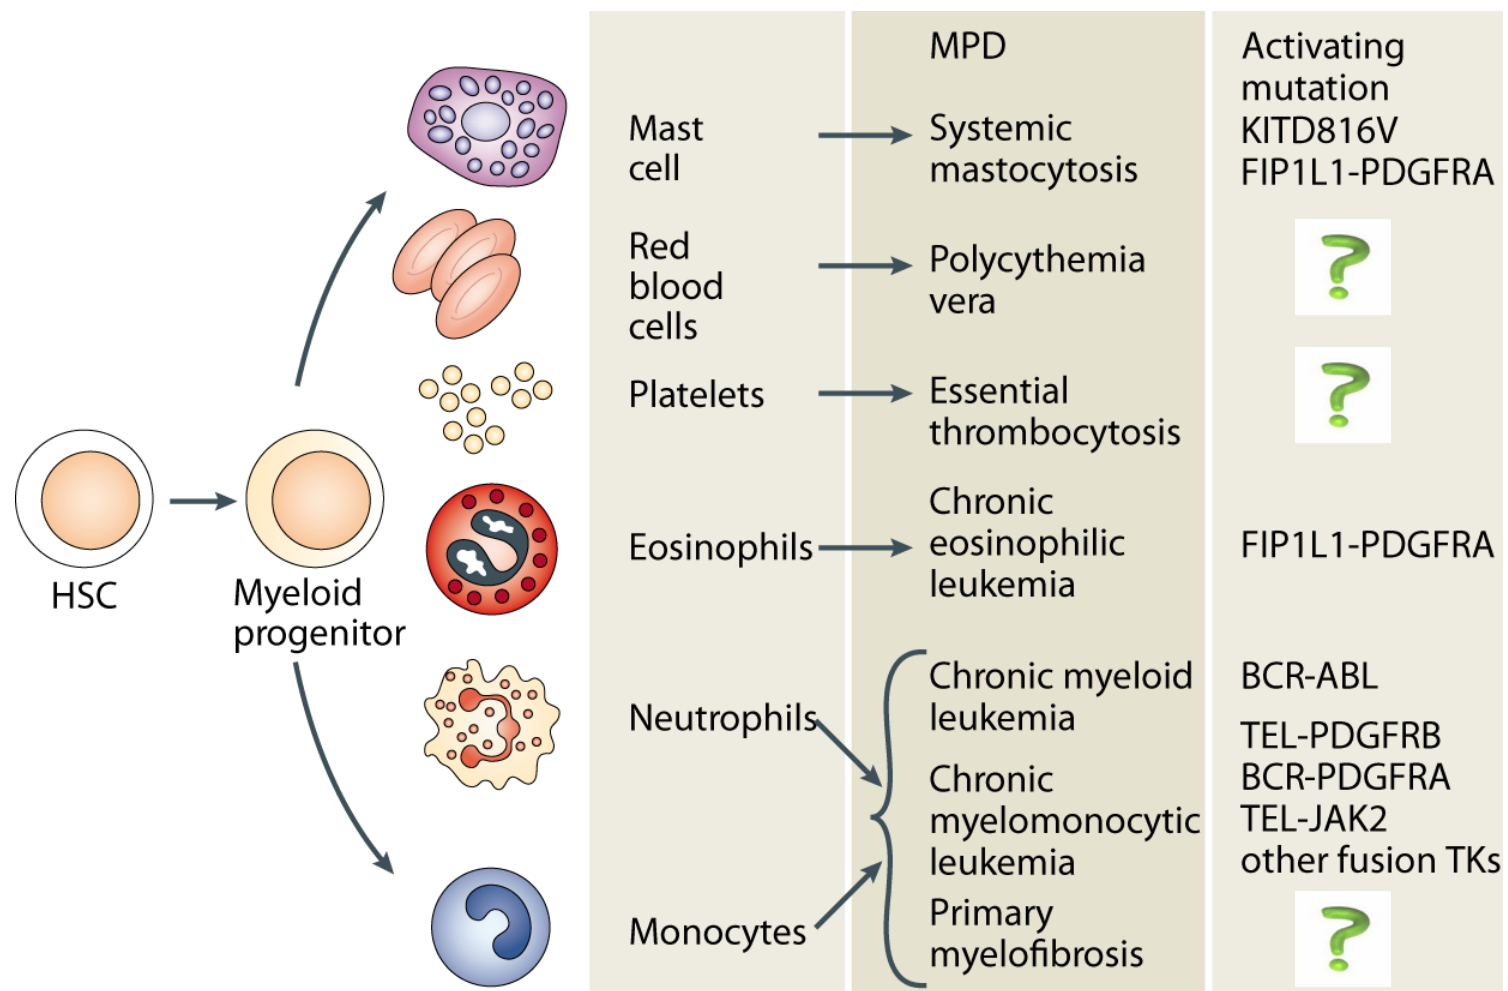 MPD
Activating
mutation
Mast
cell
Systemic
mastocytosis
KITD816V
FIP1L1-PDGFRA
Red
blood
cells
Polycythemia
vera
?
Platelets
Essential
thrombocytosis
?
HSC
Myeloid
progenitor
Eosinophils
Chronic
eosinophilic
leukemia
FIP1L1-PDGFRA
Neutrophils
Monocytes
Chronic myeloid
leukemia
BCR-ABL
Chronic
myelomonocytic
leukemia
TEL-PDGFRB
BCR-PDGFRA
TEL-JAK2
other fusion TKs
Primary
myelofibrosis
?